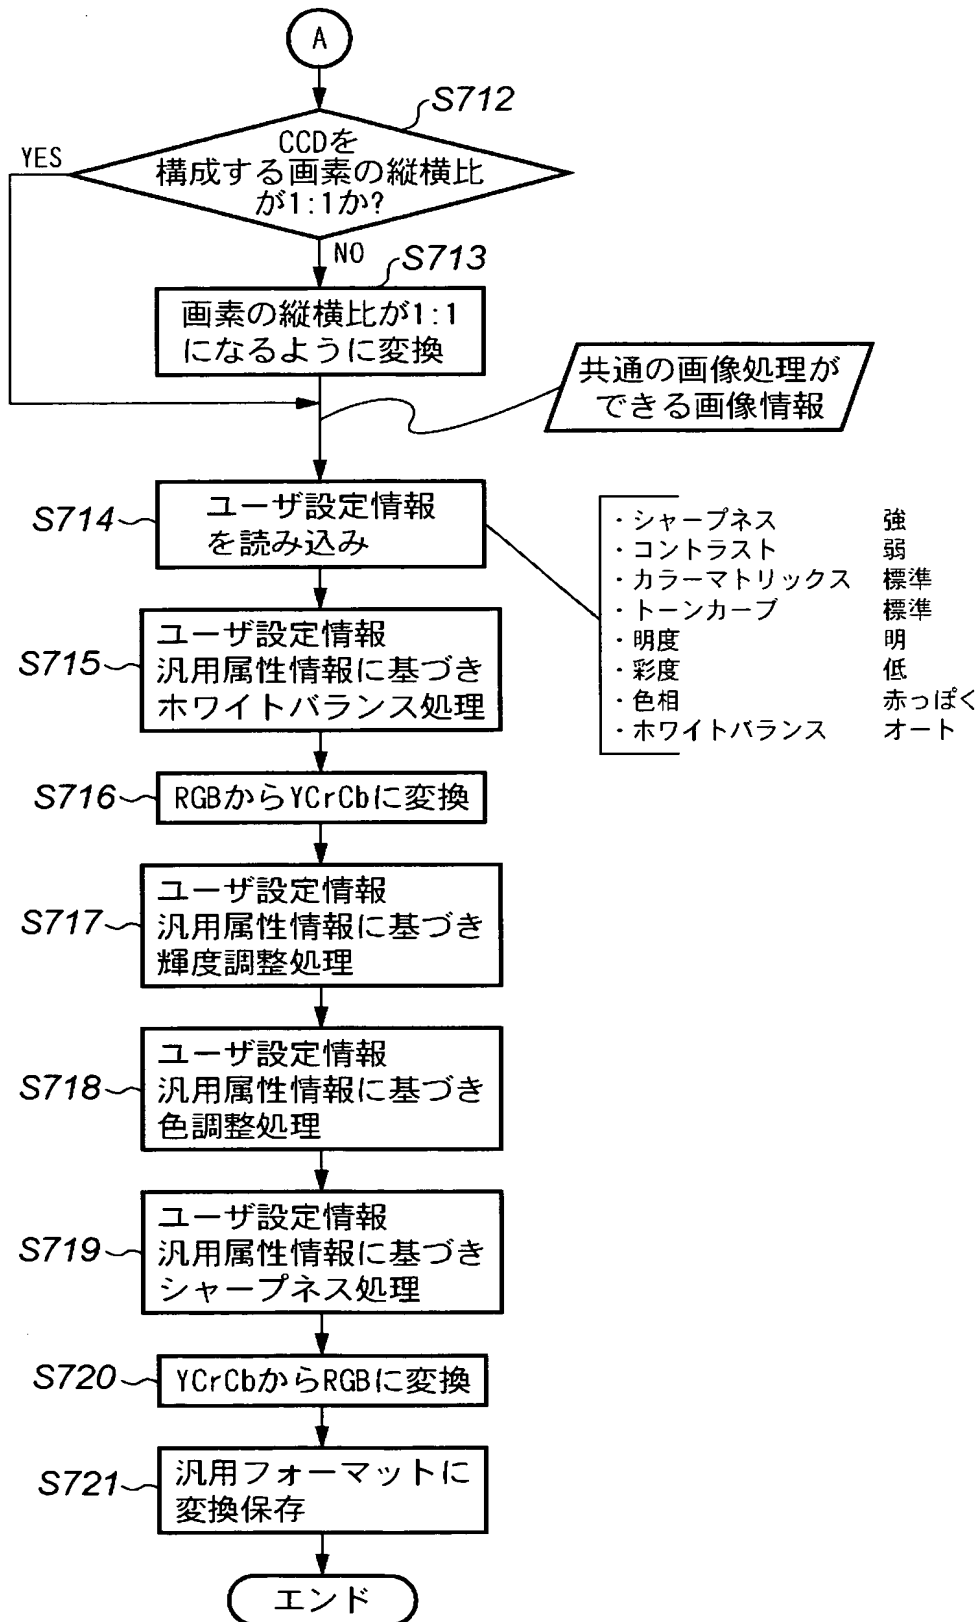 A
S712
CCDを
構成する画素の縦横比
が1:1か?
YES
NO
S713
画素の縦横比が1:1
になるように変換
共通の画像処理が
できる画像情報
S714
ユーザ設定情報
を読み込み
・シャープネス 強
・コントラスト 弱
・カラーマトリックス 標準
・トーンカーブ 標準
・明度 明
・彩度 低
・色相 赤っぽく
・ホワイトバランス オート
S715
ユーザ設定情報
汎用属性情報に基づき
ホワイトバランス処理
S716
RGBからYCrCbに変換
S717
ユーザ設定情報
汎用属性情報に基づき
輝度調整処理
S718
ユーザ設定情報
汎用属性情報に基づき
色調整処理
S719
ユーザ設定情報
汎用属性情報に基づき
シャープネス処理
S720
YCrCbからRGBに変換
S721
汎用フォーマットに
変換保存
エンド